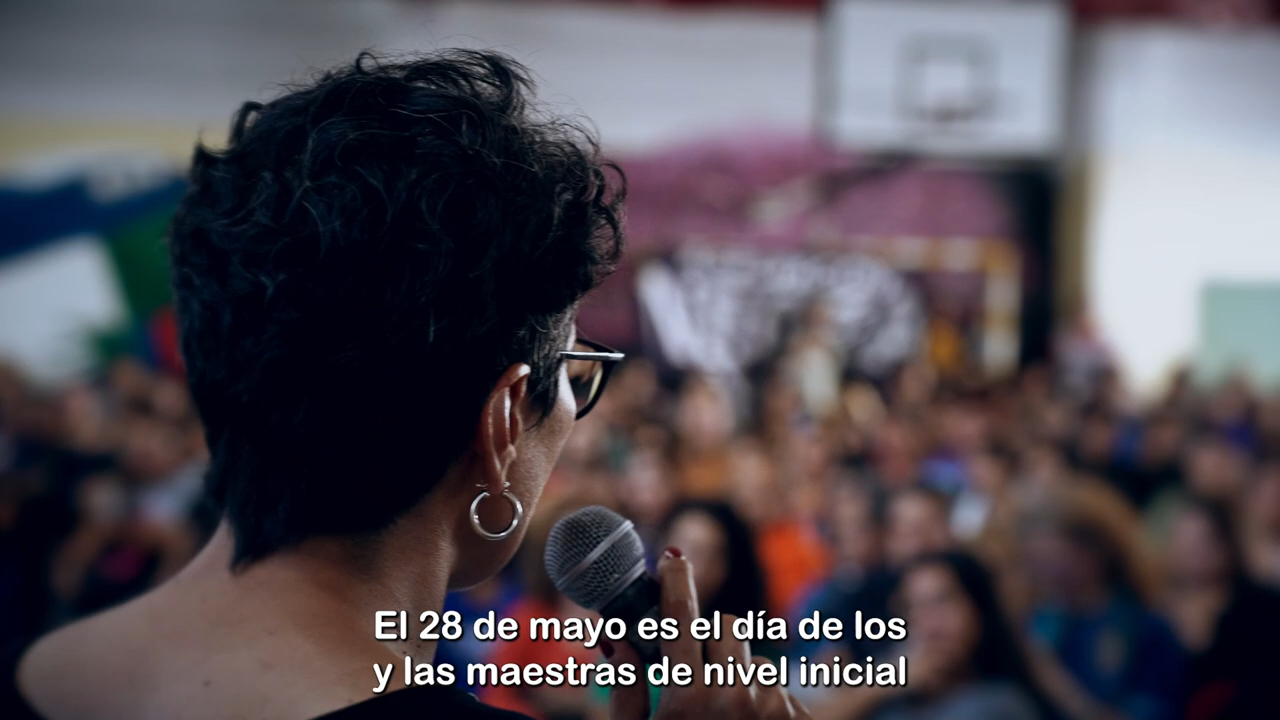 El 28 de mayo es el día de los
y las maestras de nivel inicial